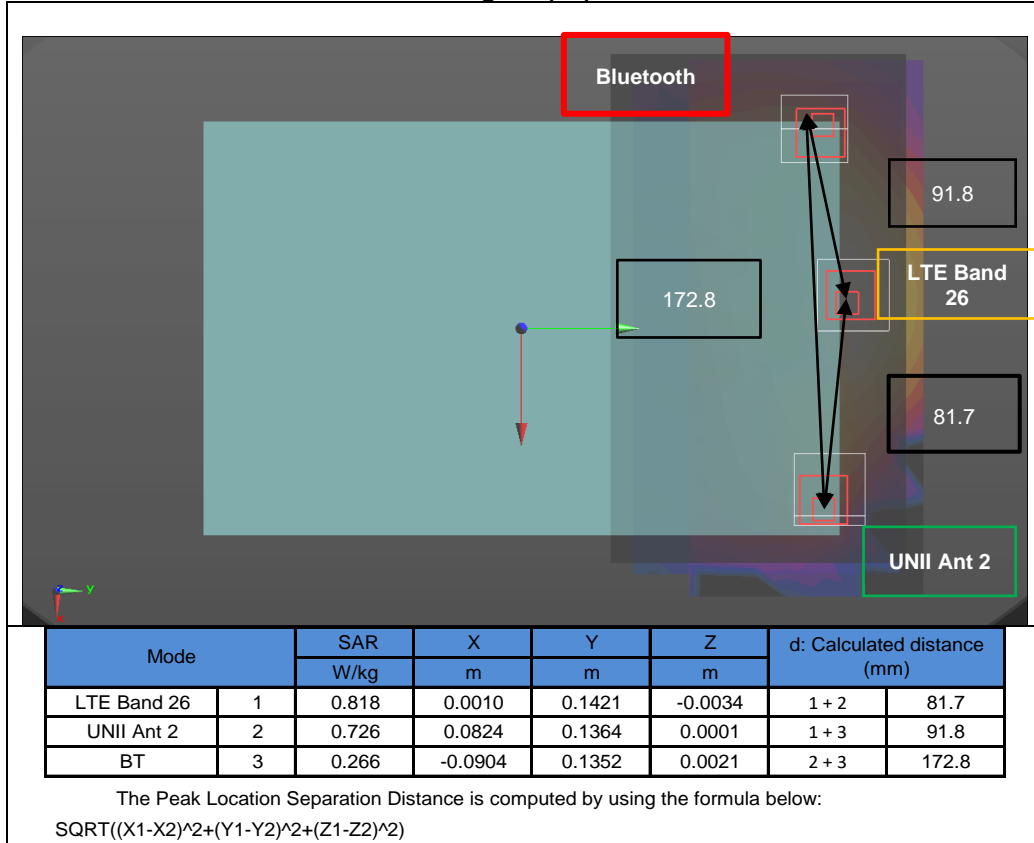 Bluetooth
91.8
LTE Band
26
172.8
81.7
UNII Ant 2
Y
X
Mode SAR X Y Z d: Calculated distance
(mm)
W/kg m m m
LTE Band 26 1 0.818 0.0010 0.1421 -0.0034 1 + 2 81.7
UNII Ant 2 2 0.726 0.0824 0.1364 0.0001 1 + 3 91.8
BT 3 0.266 -0.0904 0.1352 0.0021 2 + 3 172.8
The Peak Location Separation Distance is computed by using the formula below:
SQRT((X1-X2)^2+(Y1-Y2)^2+(Z1-Z2)^2)